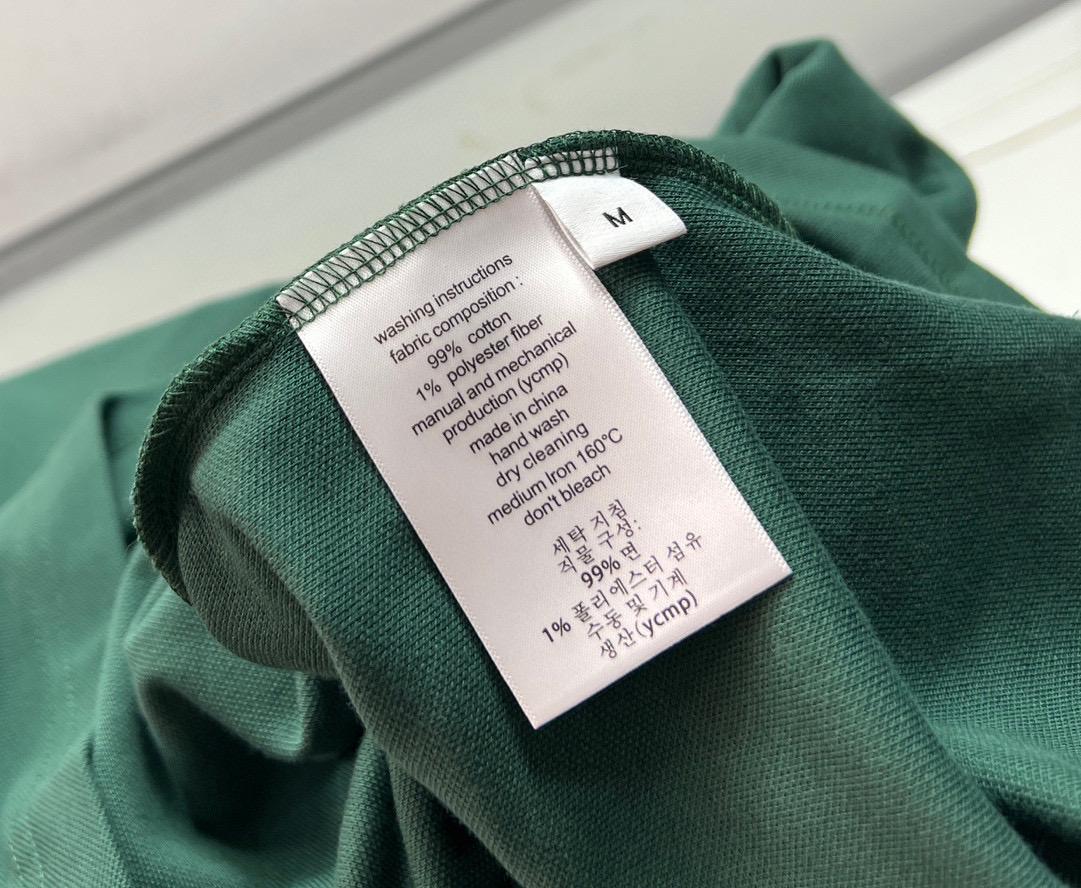 M
washing instructions
fabric composition :
99% cotton
1% polyester fiber
manual and mechanical
production (ycmp)
made in china
hand wash
dry cleaning
medium Iron 160°C
don't bleach
세탁 지침
직물 구성:
99% 면
1% 폴리에스터 섬유
수동 및 기계
생산(ycmp)